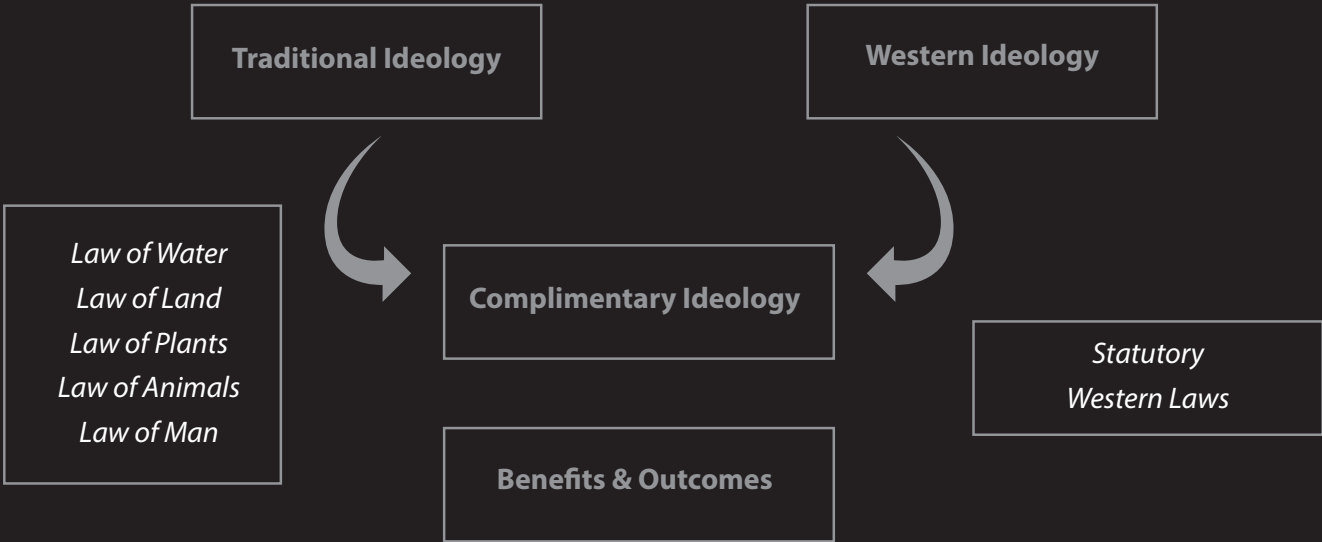 Traditional Ideology
Western Ideology
Law of Water
Law of Land
Law of Plants
Law of Animals
Law of Man
Complimentary Ideology
Statutory
Western Laws
Benefits & Outcomes